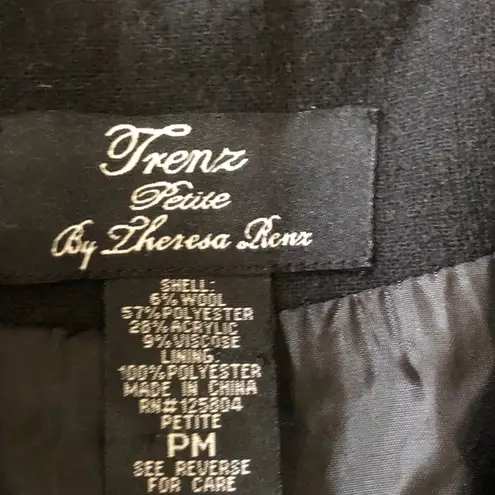 Trenz
Petite
By Theresa Renz
SHELL:
6% WOOL
57% POLYESTER
28% ACRYLIC
9% VISCOSE
LINING:
100% POLYESTER
MADE IN CHINA
RN# 125804
PETITE
PM
SEE REVERSE
FOR CARE